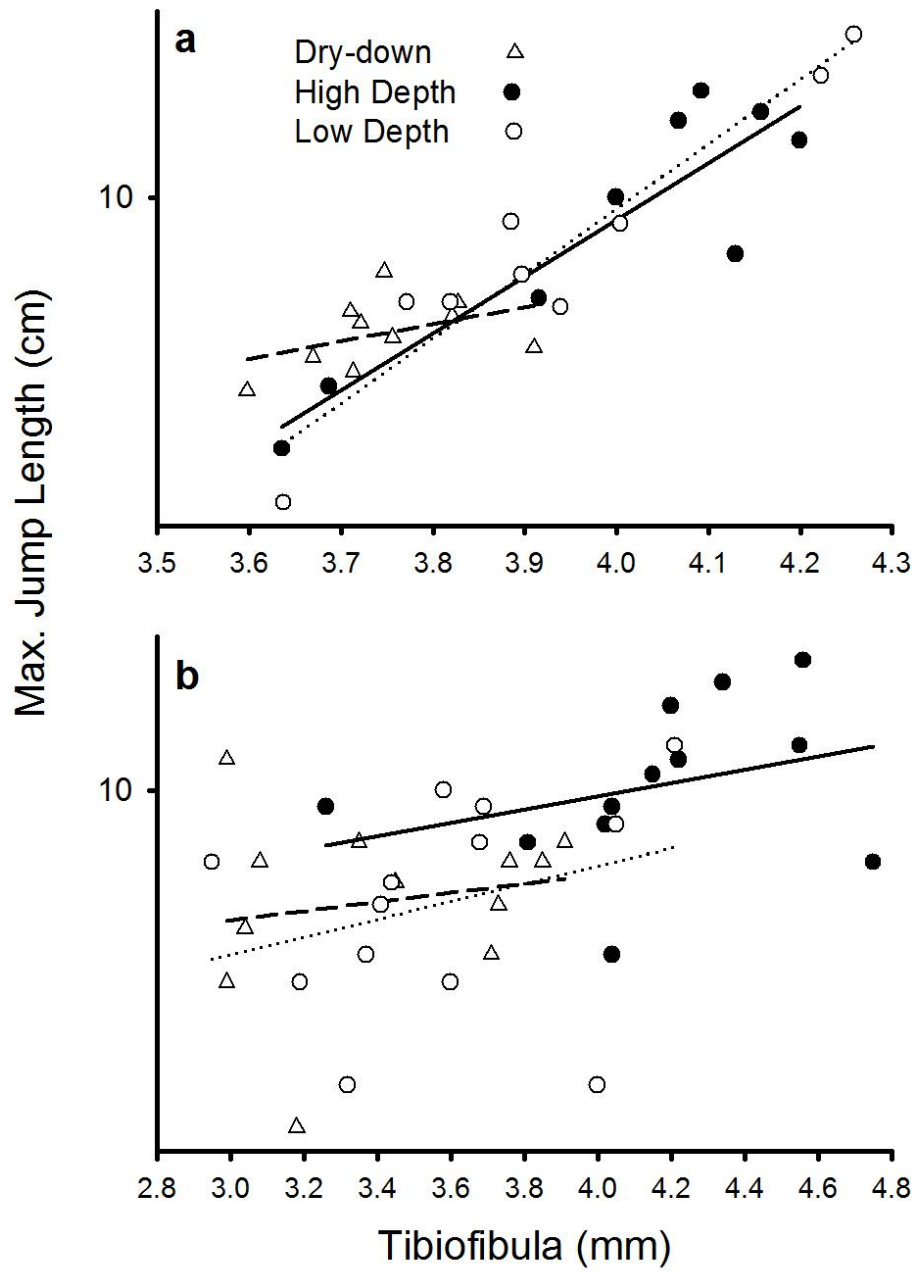 a
Dry-down
High Depth
Low Depth
10
3.5 3.6 3.7 3.8 3.9 4.0 4.1 4.2 4.3
Max. Jump Length (cm)
b
10
2.8 3.0 3.2 3.4 3.6 3.8 4.0 4.2 4.4 4.6 4.8
Tibiofibula (mm)